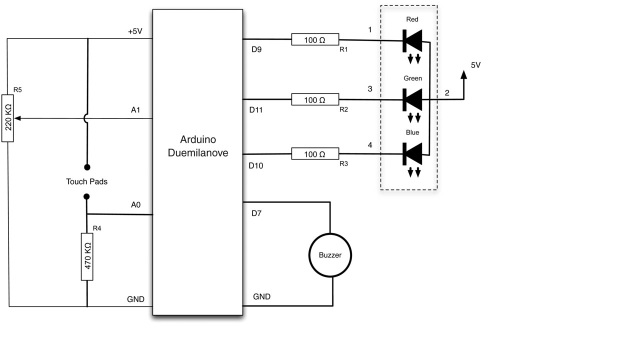 Red
+5V
1
D9
100 Ω
R1
5V
R5
220 KΩ
A1
Green
3
2
D11
100 Ω
R2
Arduino
Duemilanove
Blue
4
D10
100 Ω
R3
Touch Pads
A0
D7
R4
470 KΩ
Buzzer
GND
GND